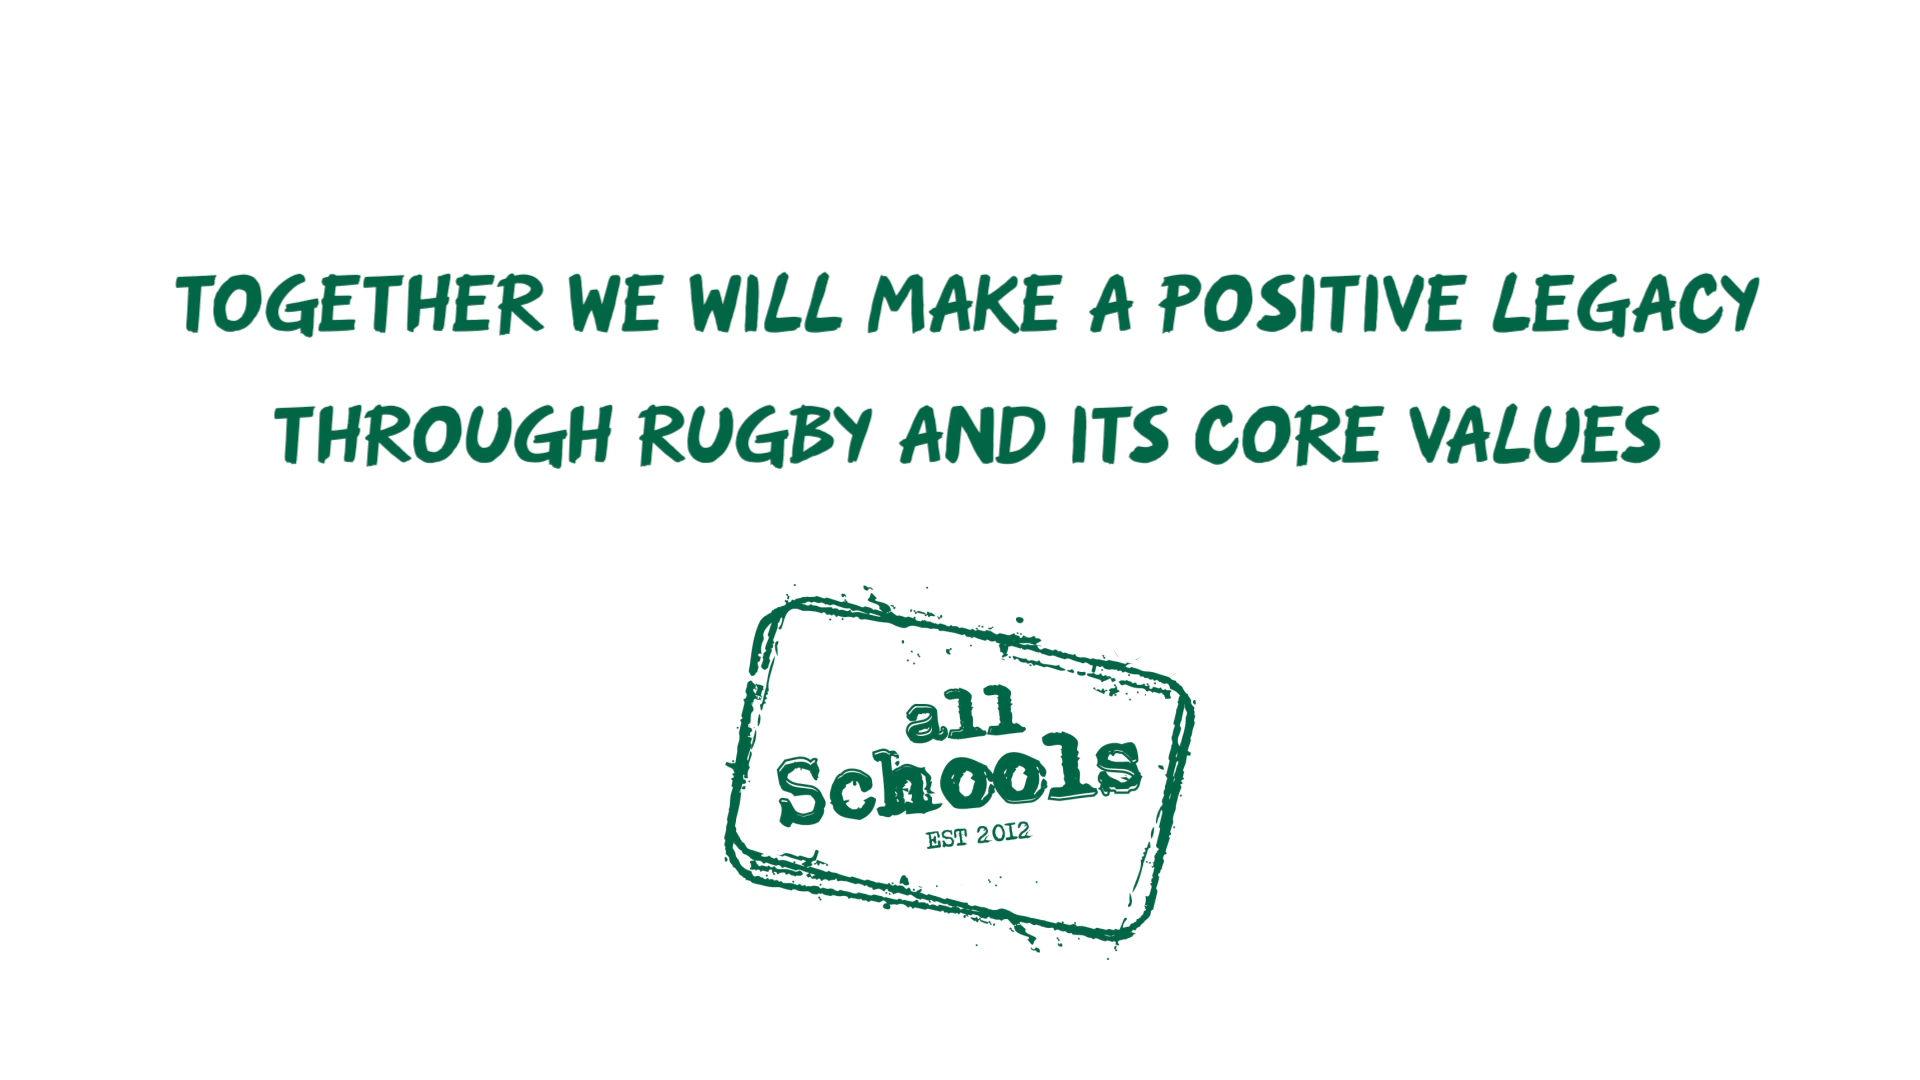 TOGETHER WE WILL MAKE A POSITIVE LEGACY
THROUGH RUGBY AND ITS CORE VALUES
all
Schools
EST 2012